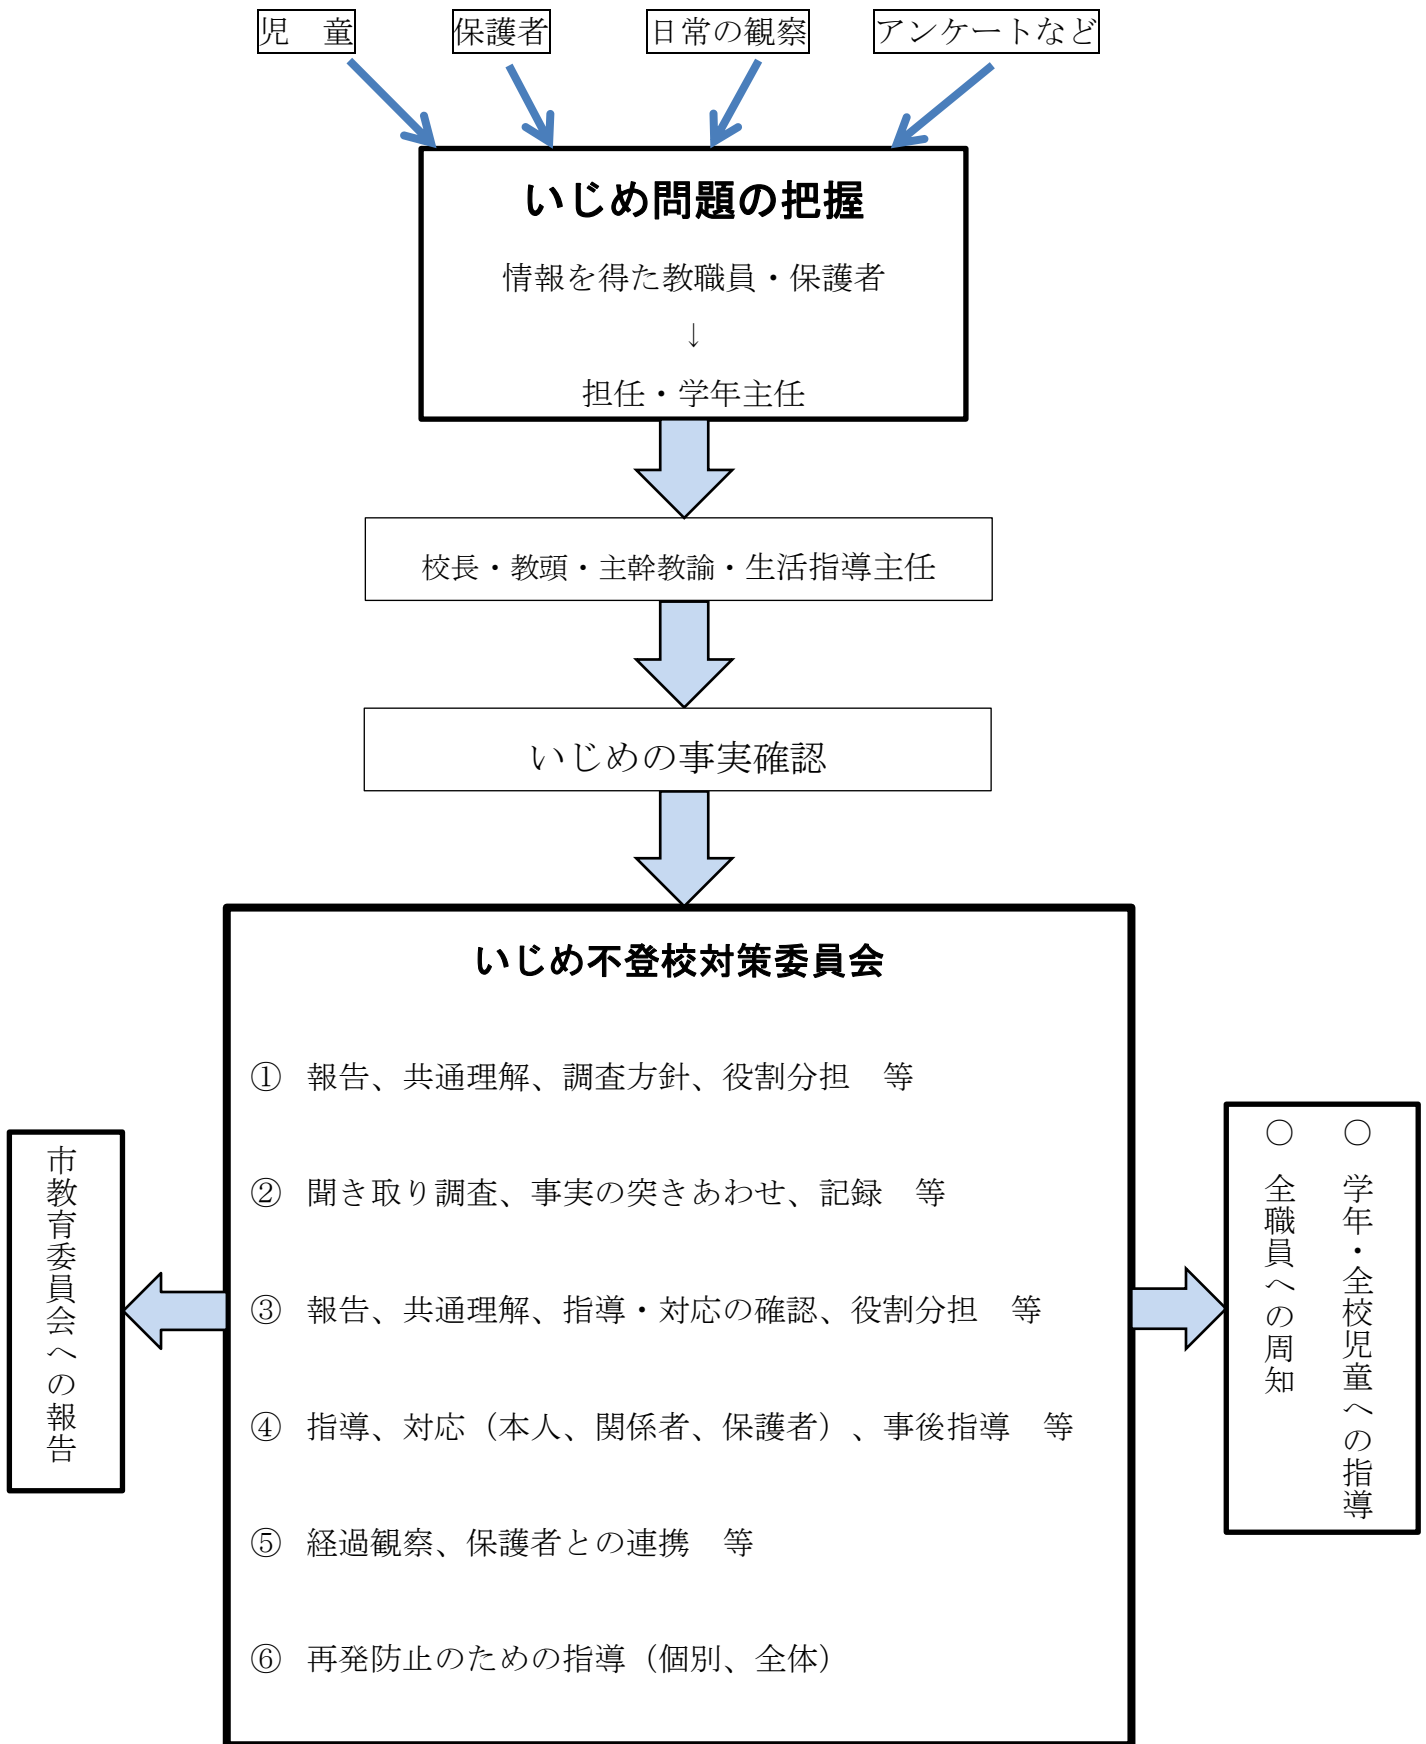 児　童
保護者
日常の観察
アンケートなど
いじめ問題の把握
情報を得た教職員・保護者
↓
担任・学年主任
校長・教頭・主幹教諭・生活指導主任
いじめの事実確認
いじめ不登校対策委員会
①　報告、共通理解、調査方針、役割分担　等
②　聞き取り調査、事実の突きあわせ、記録　等
③　報告、共通理解、指導・対応の確認、役割分担　等
④　指導、対応（本人、関係者、保護者）、事後指導　等
⑤　経過観察、保護者との連携　等
⑥　再発防止のための指導（個別、全体）
市教育委員会への報告
○　学年・全校児童への指導
○　全職員への周知